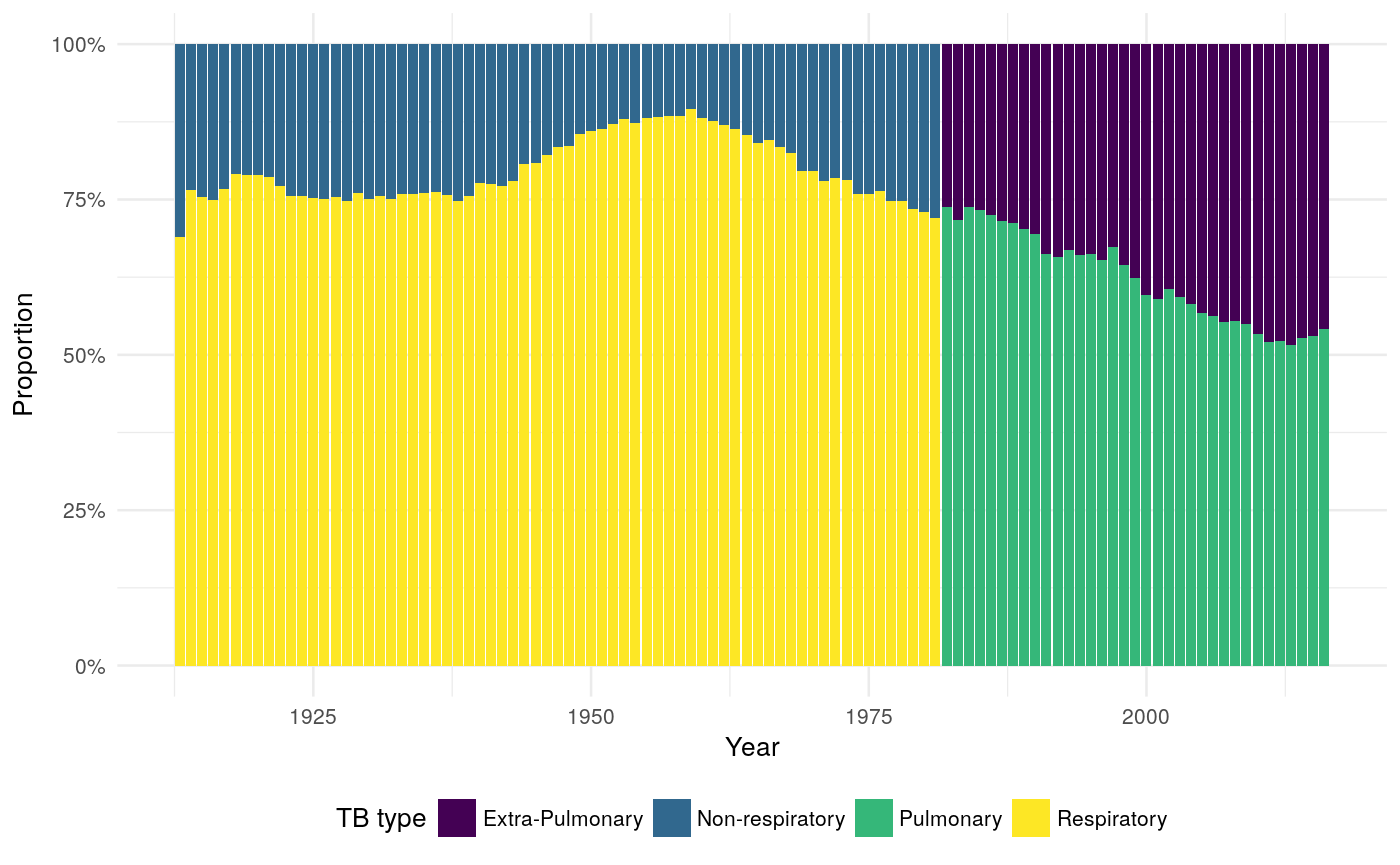 100%
75%
50%
25%
0%
Proportion
1925 1950 1975 2000
Year
TB type Extra-Pulmonary Non-respiratory Pulmonary Respiratory